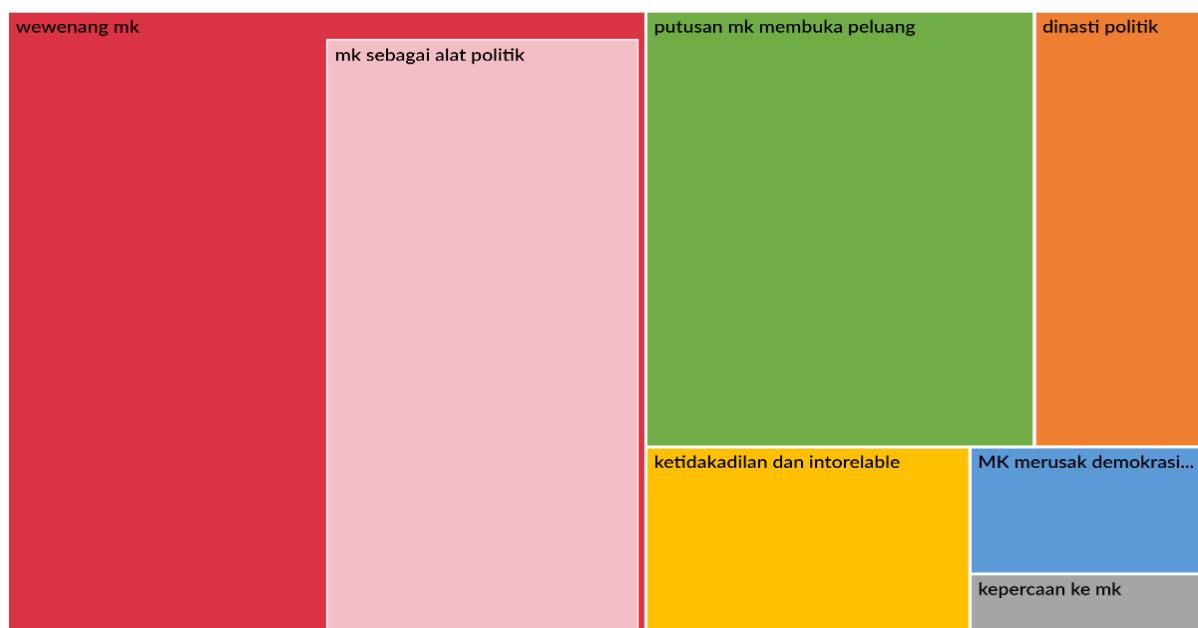 wewenang mk
mk sebagai alat politik
putusan mk membuka peluang
dinasti politik
ketidakadilan dan intorelable
MK merusak demokrasi...
kepercaan ke mk